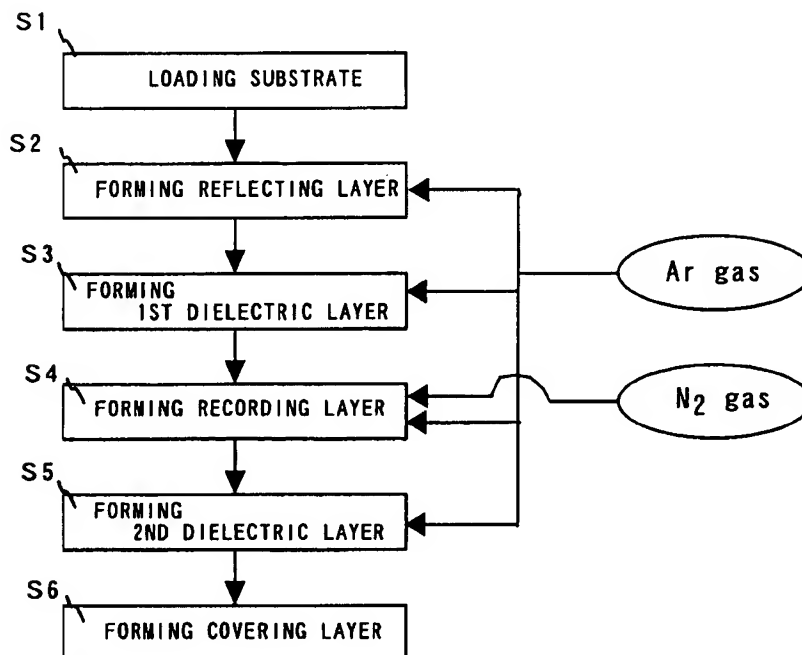 S1
LOADING SUBSTRATE
S2
FORMING REFLECTING LAYER
S3
FORMING
1ST DIELECTRIC LAYER
Ar gas
S4
FORMING RECORDING LAYER
N2 gas
S5
FORMING
2ND DIELECTRIC LAYER
S6
FORMING COVERING LAYER